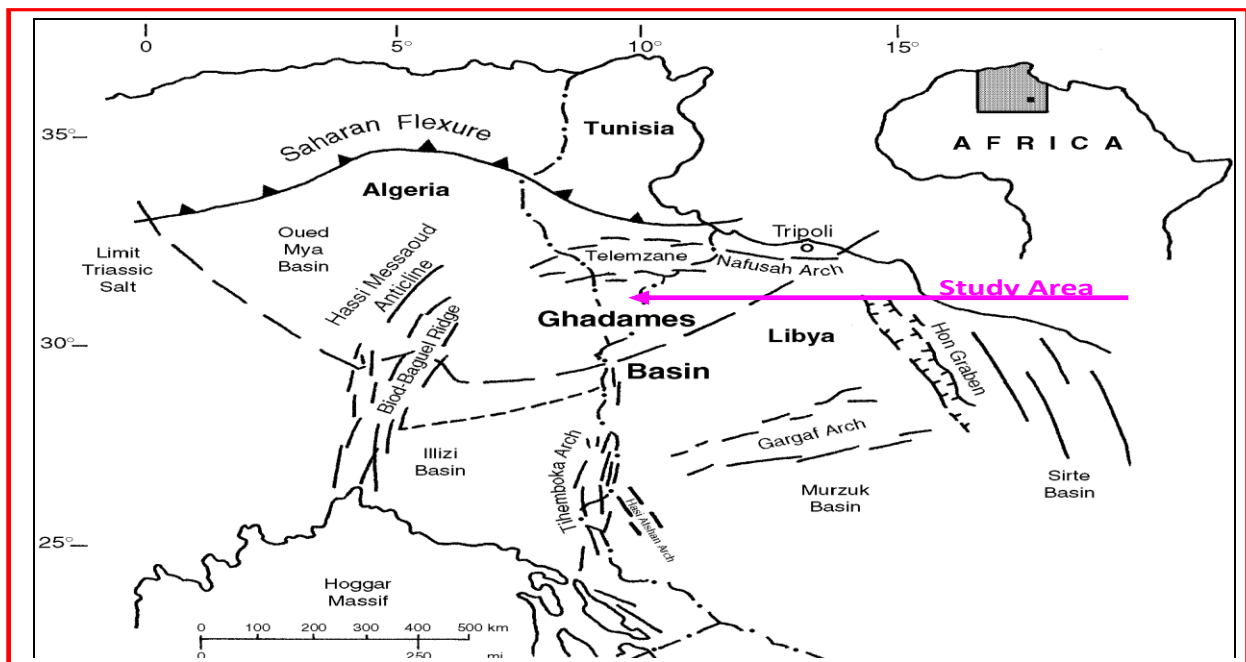 0 5° 10° 15°
35°
30°
25°
Saharan Flexure
Tunisia
Algeria
AFRICA
Limit
Triassic
Salt
Oued
Mya
Basin
Hassi Messaoud
Anticline
Biod-Baguel Ridge
Telemzane
Tripoli
Nafusah Arch
Study Area
Ghadames
Basin
Libya
Hon Graben
Illizi
Basin
Tihemboka Arch
Hasi Atshan Arch
Gargaf Arch
Murzuk
Basin
Sirte
Basin
Hoggar
Massif
0 100 200 300 400 500 km
0 250 mi